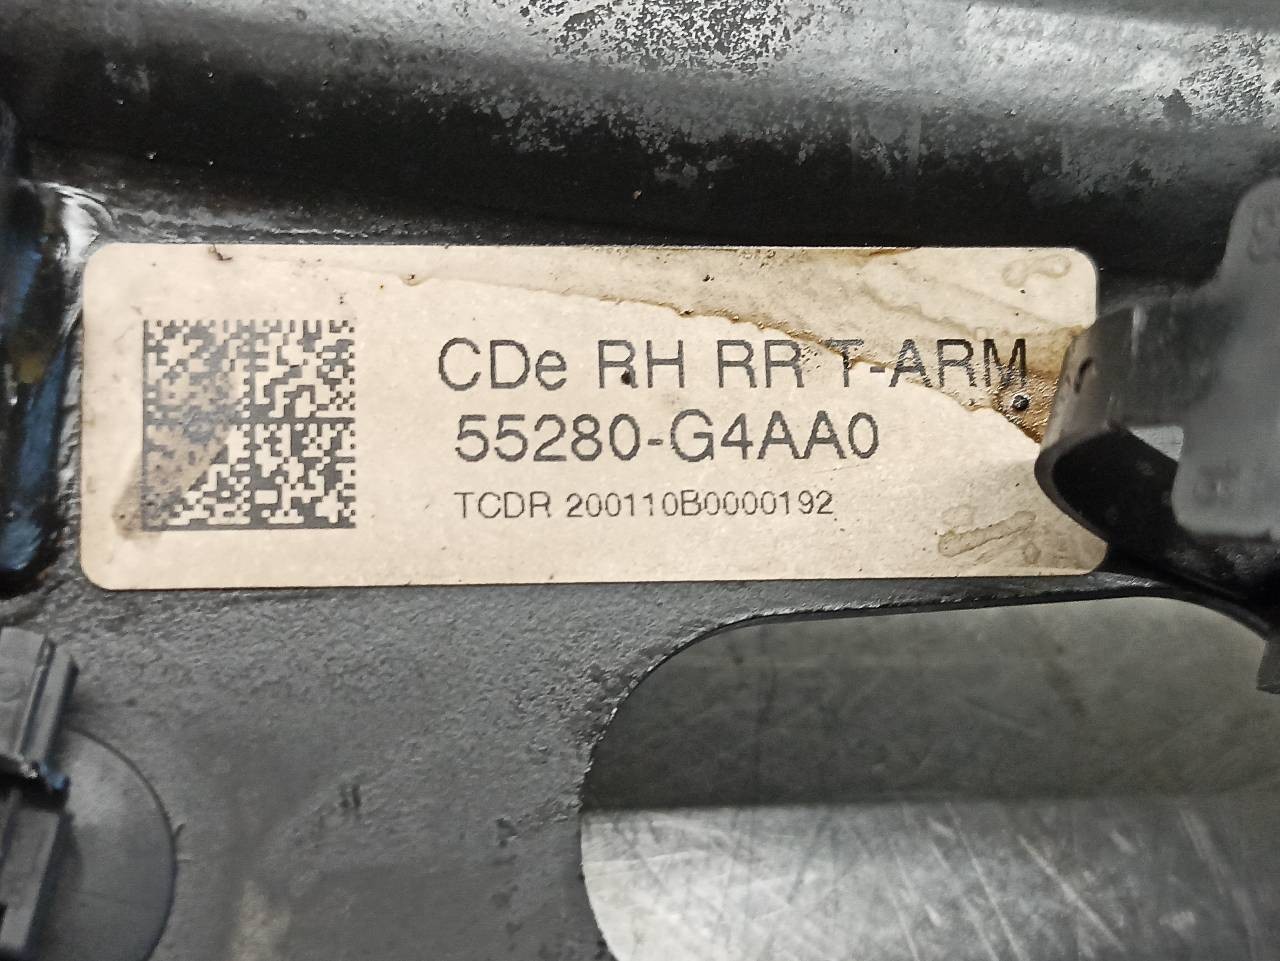 CDe RH RR T-ARM
55280-G4AA0
TCDR 200110B0000192